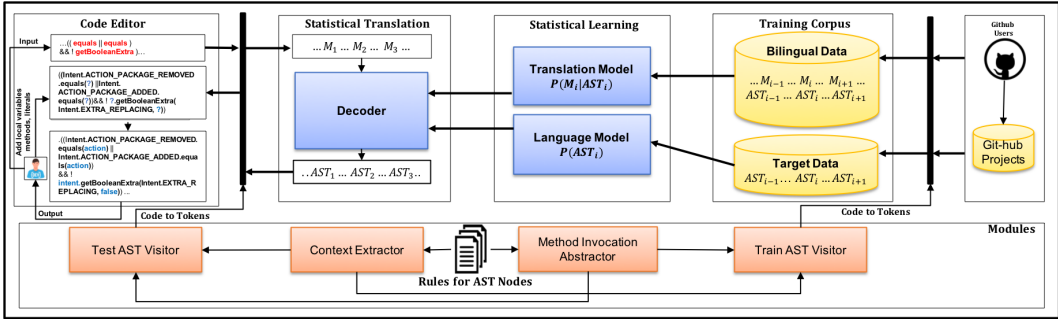 Code Editor
Input
...(( equals || equals )
&& ! getBooleanExtra )...
((Intent.ACTION_PACKAGE_REMOVED
.equals(?) ||Intent.
ACTION_PACKAGE_ADDED.
equals(?))&& ! ?.getBooleanExtra(
Intent.EXTRA_REPLACING, ?))
Add local variables
methods, literals
.((Intent.ACTION_PACKAGE_REMOVED.
equals(action) ||
Intent.ACTION_PACKAGE_ADDED.equa
ls(action))
&& !
intent.getBooleanExtra(Intent.EXTRA_R
EPLACING, false)) ...
Output
Statistical Translation
... M1 ... M2 ... M3 ...
Decoder
. . AST1 ... AST2 ... AST3 . .
Statistical Learning
Translation Model
P(Mi|ASTi)
Language Model
P(ASTi)
Training Corpus
Bilingual Data
... Mi−1 ... Mi ... Mi+1 ...
ASTi−1 ... ASTi ... ASTi+1
Target Data
ASTi−1 ... ASTi ... ASTi+1
Github
Users
Git-hub
Projects
Code to Tokens
Code to Tokens
Modules
Test AST Visitor
Context Extractor
Rules for AST Nodes
Method Invocation
Abstractor
Train AST Visitor